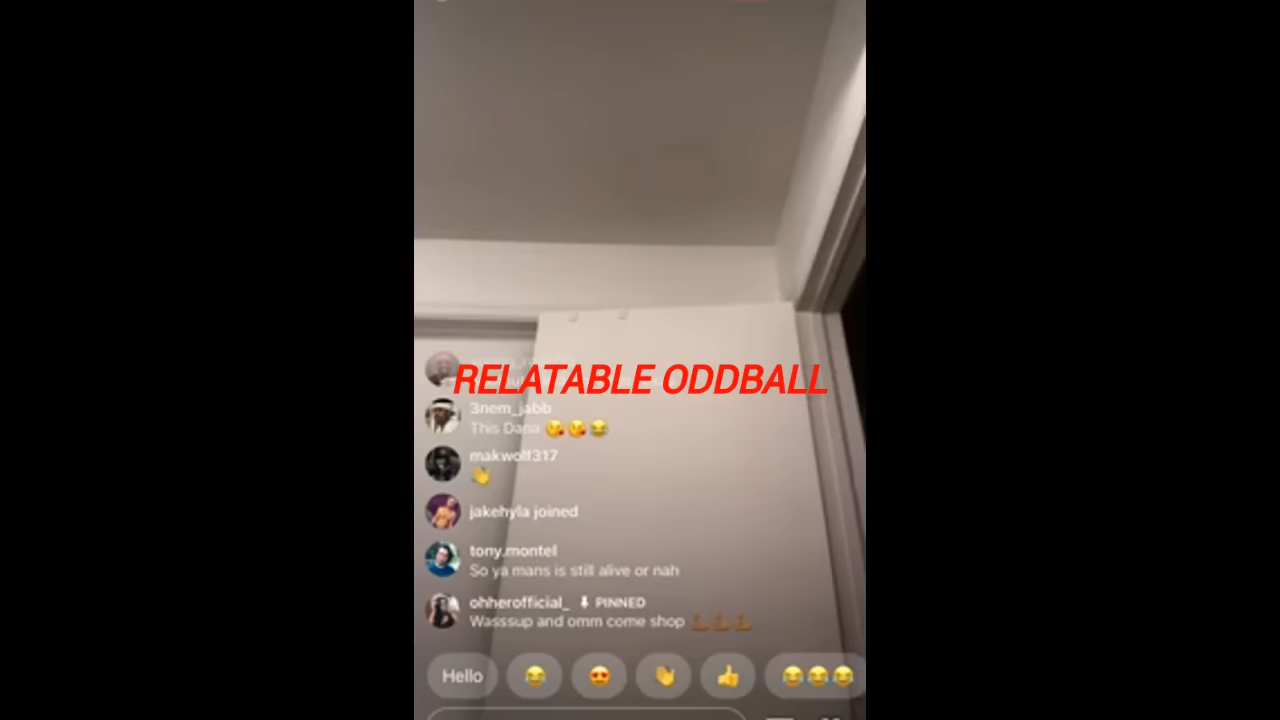 RELATABLE ODDBALL
3nem_jabb
This Dana 😘😘😂
makwolf317
👏
jakehyla joined
tony.montel
So ya mans is still alive or nah
ohherofficial_ PINNED
Wasssup and omm come shop 💪🏾💪🏾💪🏾
Hello 😂 😍 👏 👍 😂😂😂